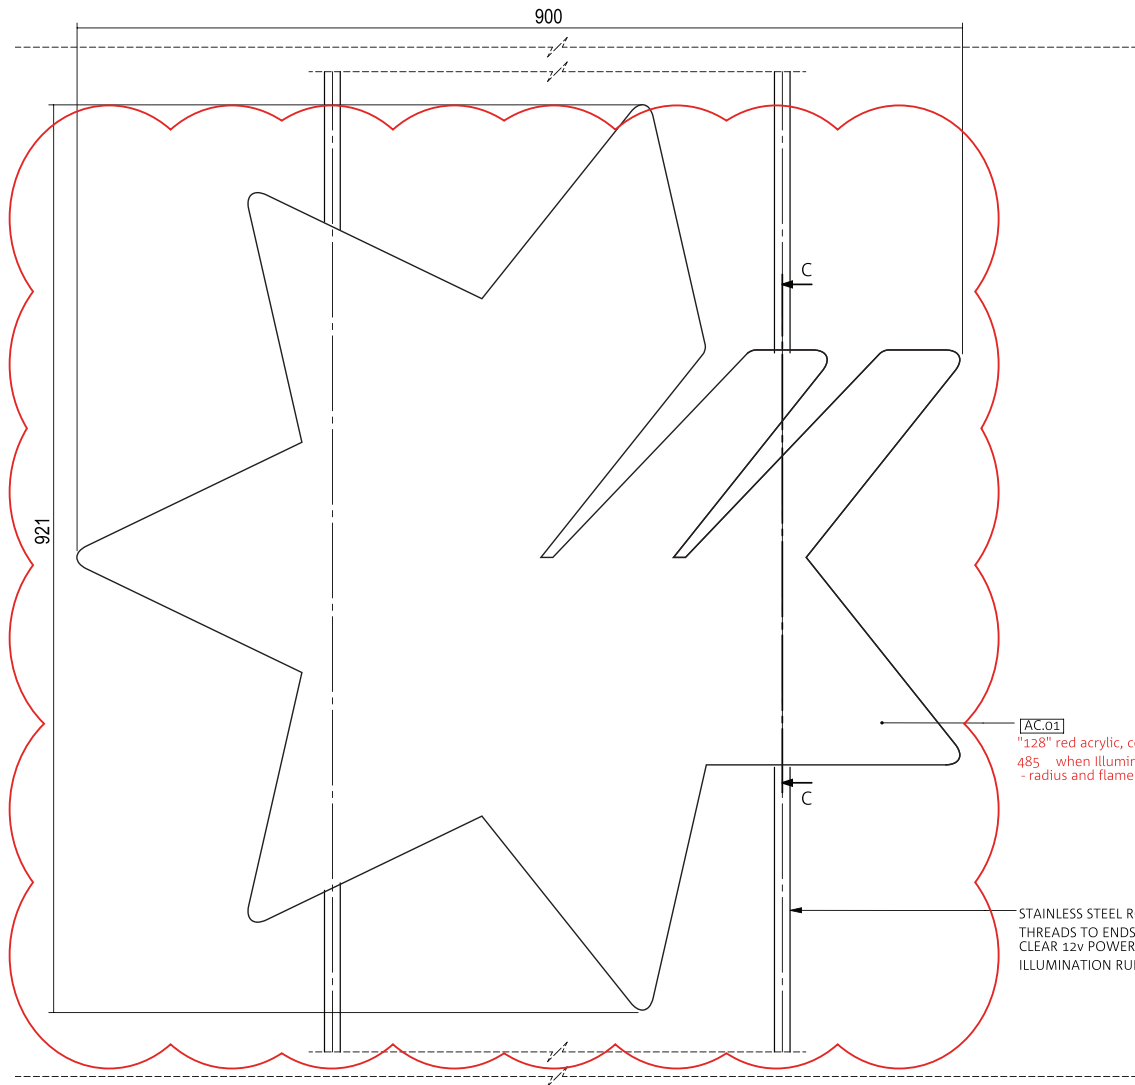 900
C
921
AC.01
"128" red acrylic,
485 when
- radius and flame
C
STAINLESS STEEL
THREADS TO ENDS
CLEAR 12v POWER
ILLUMINATION